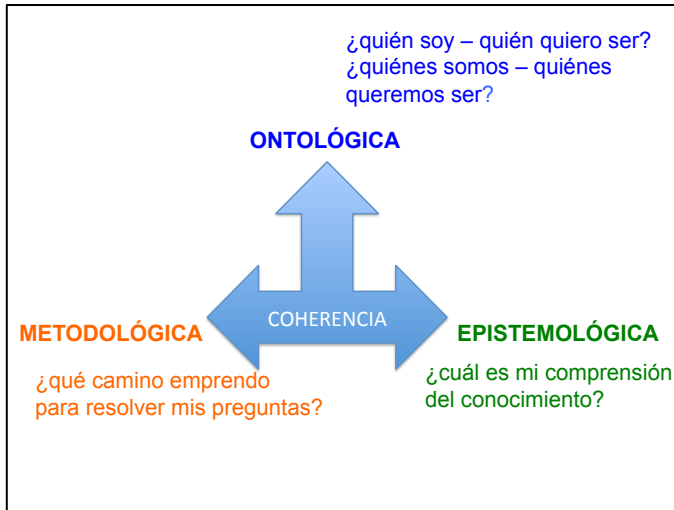 ¿quién soy – quién quiero ser?
¿quiénes somos – quiénes
queremos ser?
ONTOLÓGICA
COHERENCIA
METODOLÓGICA
¿qué camino emprendo
para resolver mis preguntas?
EPISTEMOLÓGICA
¿cuál es mi comprensión
del conocimiento?